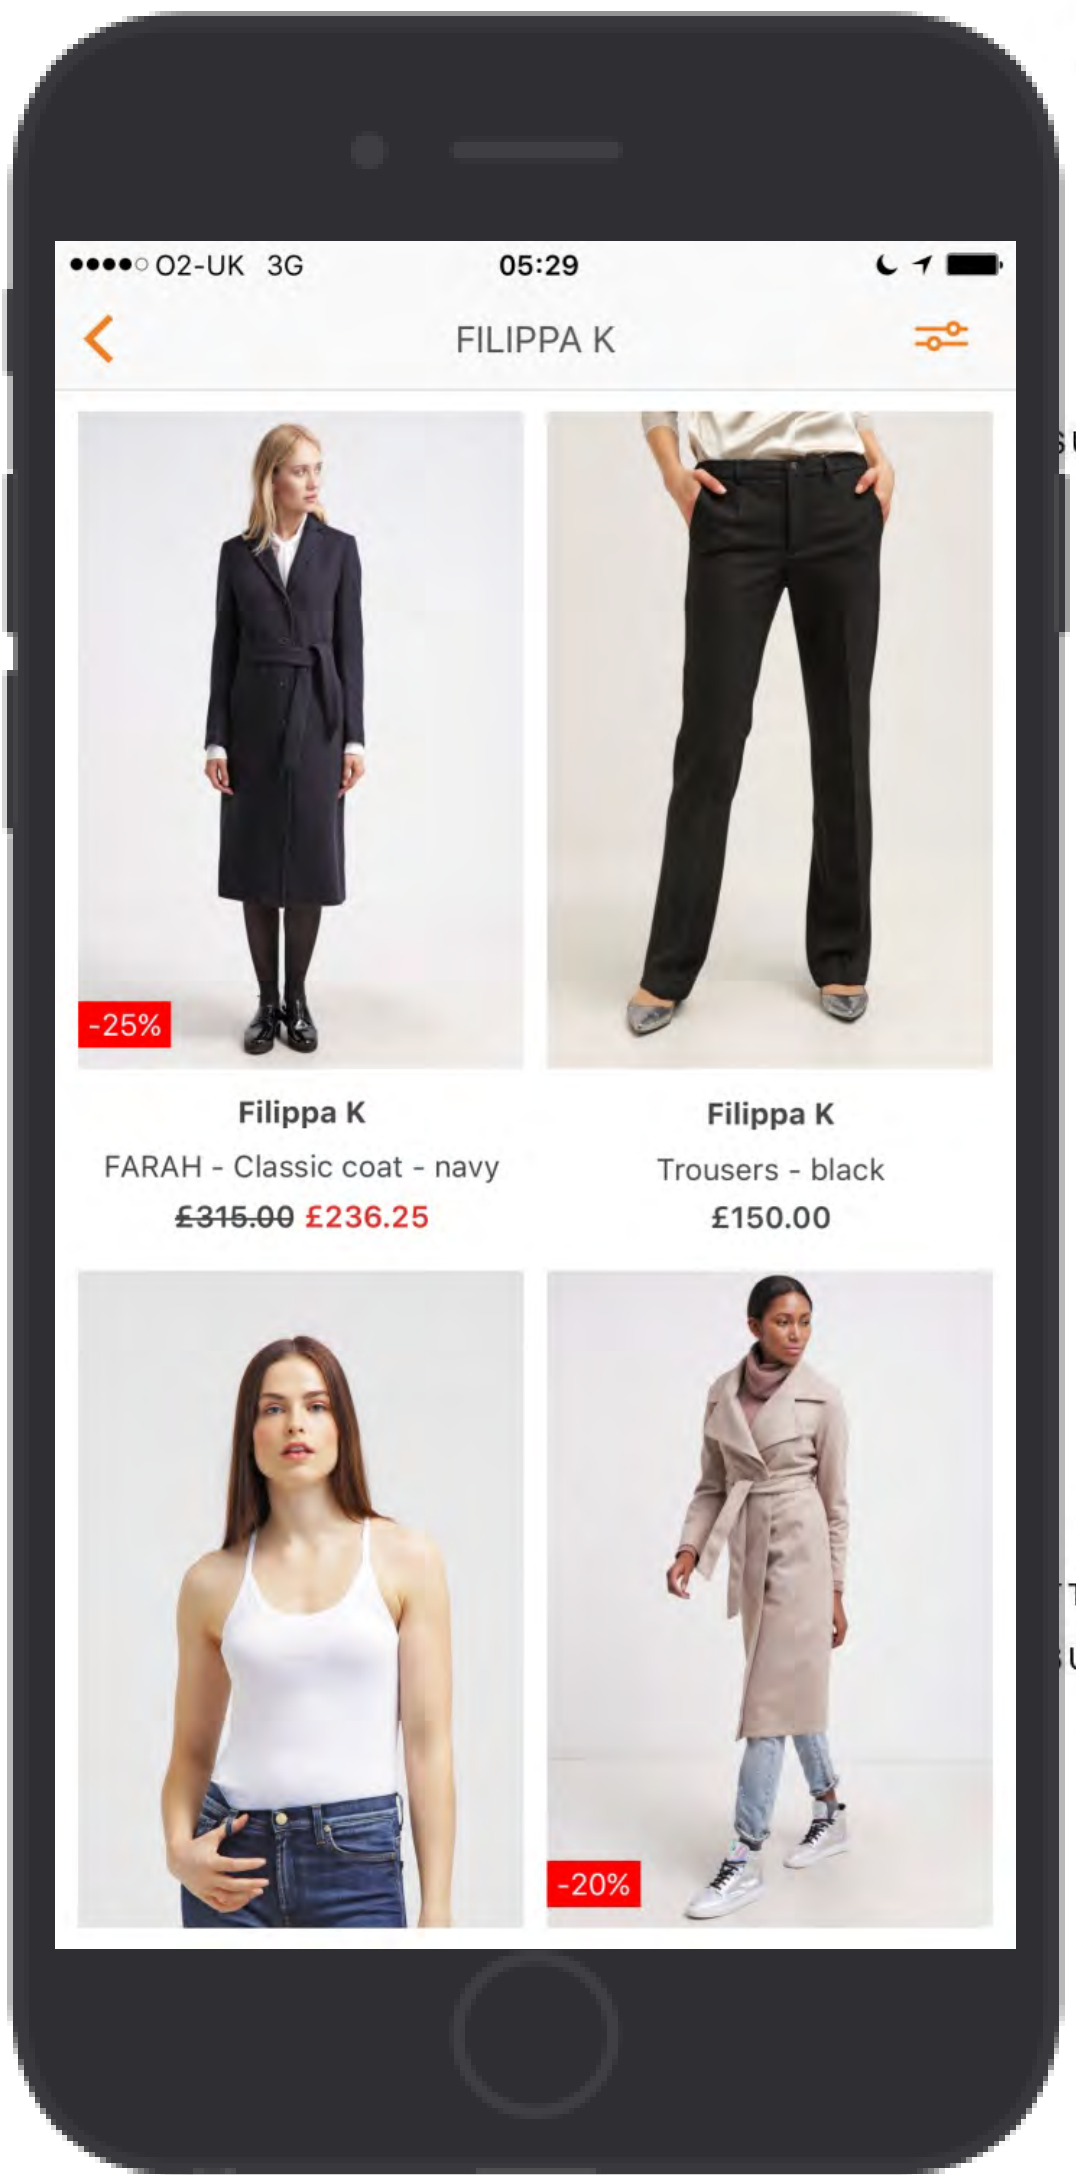 O2-UK 3G 05:29
FILIPPA K
-25%
Filippa K
FARAH - Classic coat - navy
£315.00 £236.25
Filippa K
Trousers - black
£150.00
-20%